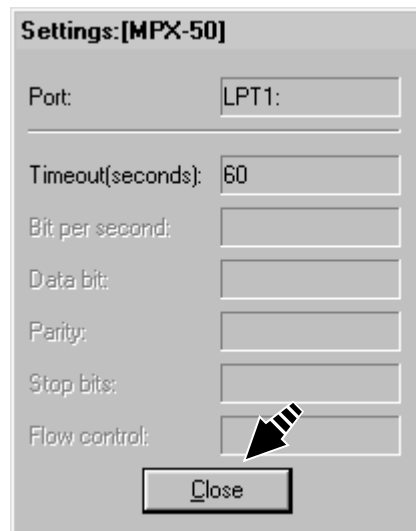 Settings:[MPX-50]
Port: LPT1:
Timeout(seconds): 60
Bit per second:
Data bit:
Parity:
Stop bits:
Flow control:
Close